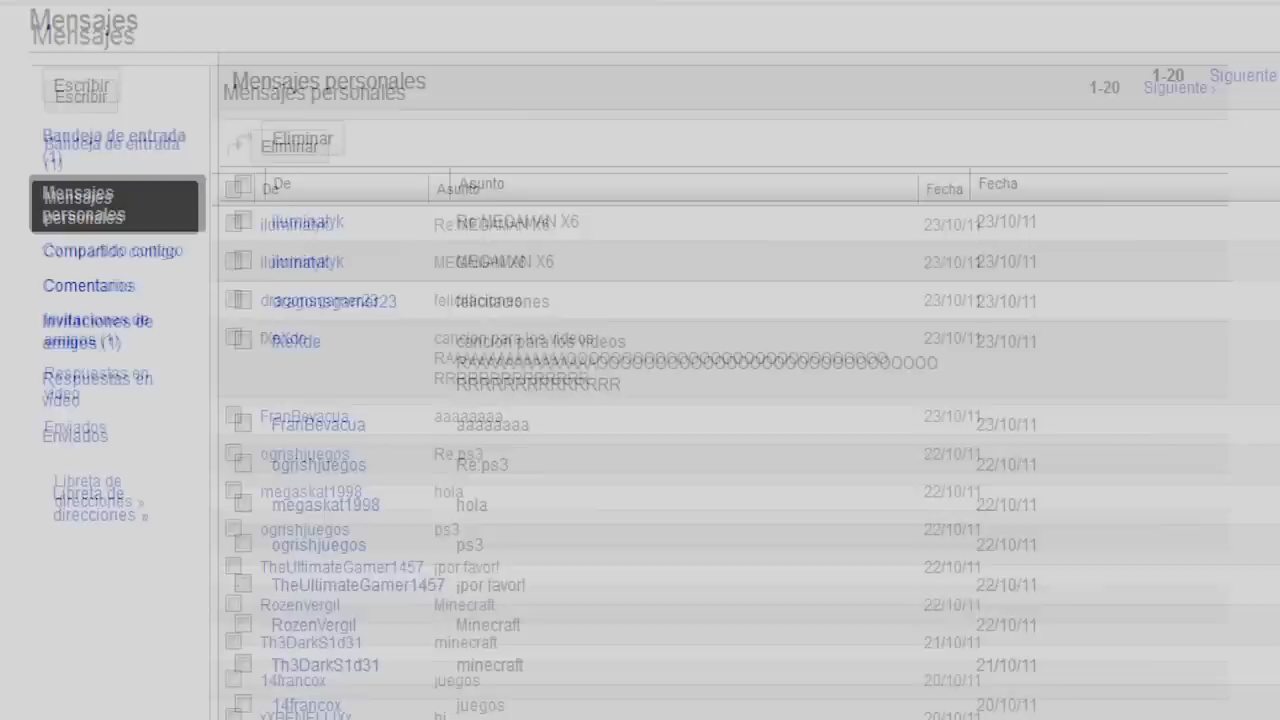 Mensajes
Escribir
Bandeja de entrada
(1)
Mensajes
personales
Compartido contigo
Comentarios
Invitaciones de
amigos (1)
Respuestas en
vídeo
Enviados
Libreta de
direcciones »
Mensajes personales
1-20 Siguiente ›
Eliminar
De Asunto Fecha
iluminatyk Re:MEGAMAN X6 23/10/11
iluminatyk MEGAMAN X6 23/10/11
dragonsgamer23 felicitaciones 23/10/11
fXeXde cancion para los videos 23/10/11
FranBevacua aaaaaaaa 23/10/11
ogrishjuegos Re:ps3 22/10/11
megaskat1998 hola 22/10/11
ogrishjuegos ps3 22/10/11
TheUltimateGamer1457 ¡por favor! 22/10/11
RozenVergil Minecraft 22/10/11
Th3DarkS1d31 minecraft 21/10/11
14francox juegos 20/10/11